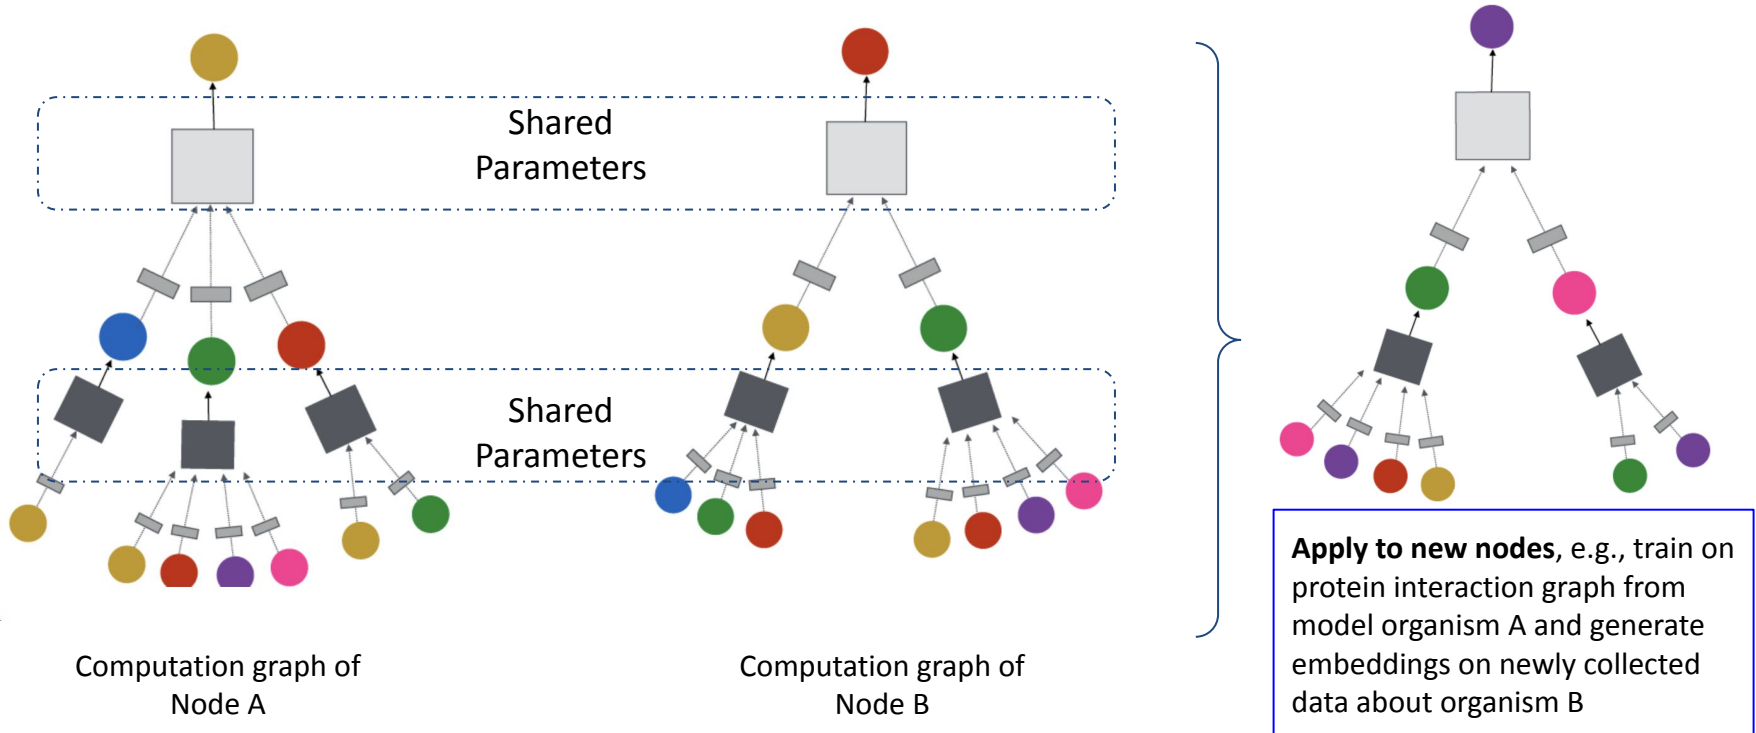 Shared
Parameters
Shared
Parameters
Computation graph of
Node A
Computation graph of
Node B
Apply to new nodes, e.g., train on
protein interaction graph from
model organism A and generate
embeddings on newly collected
data about organism B